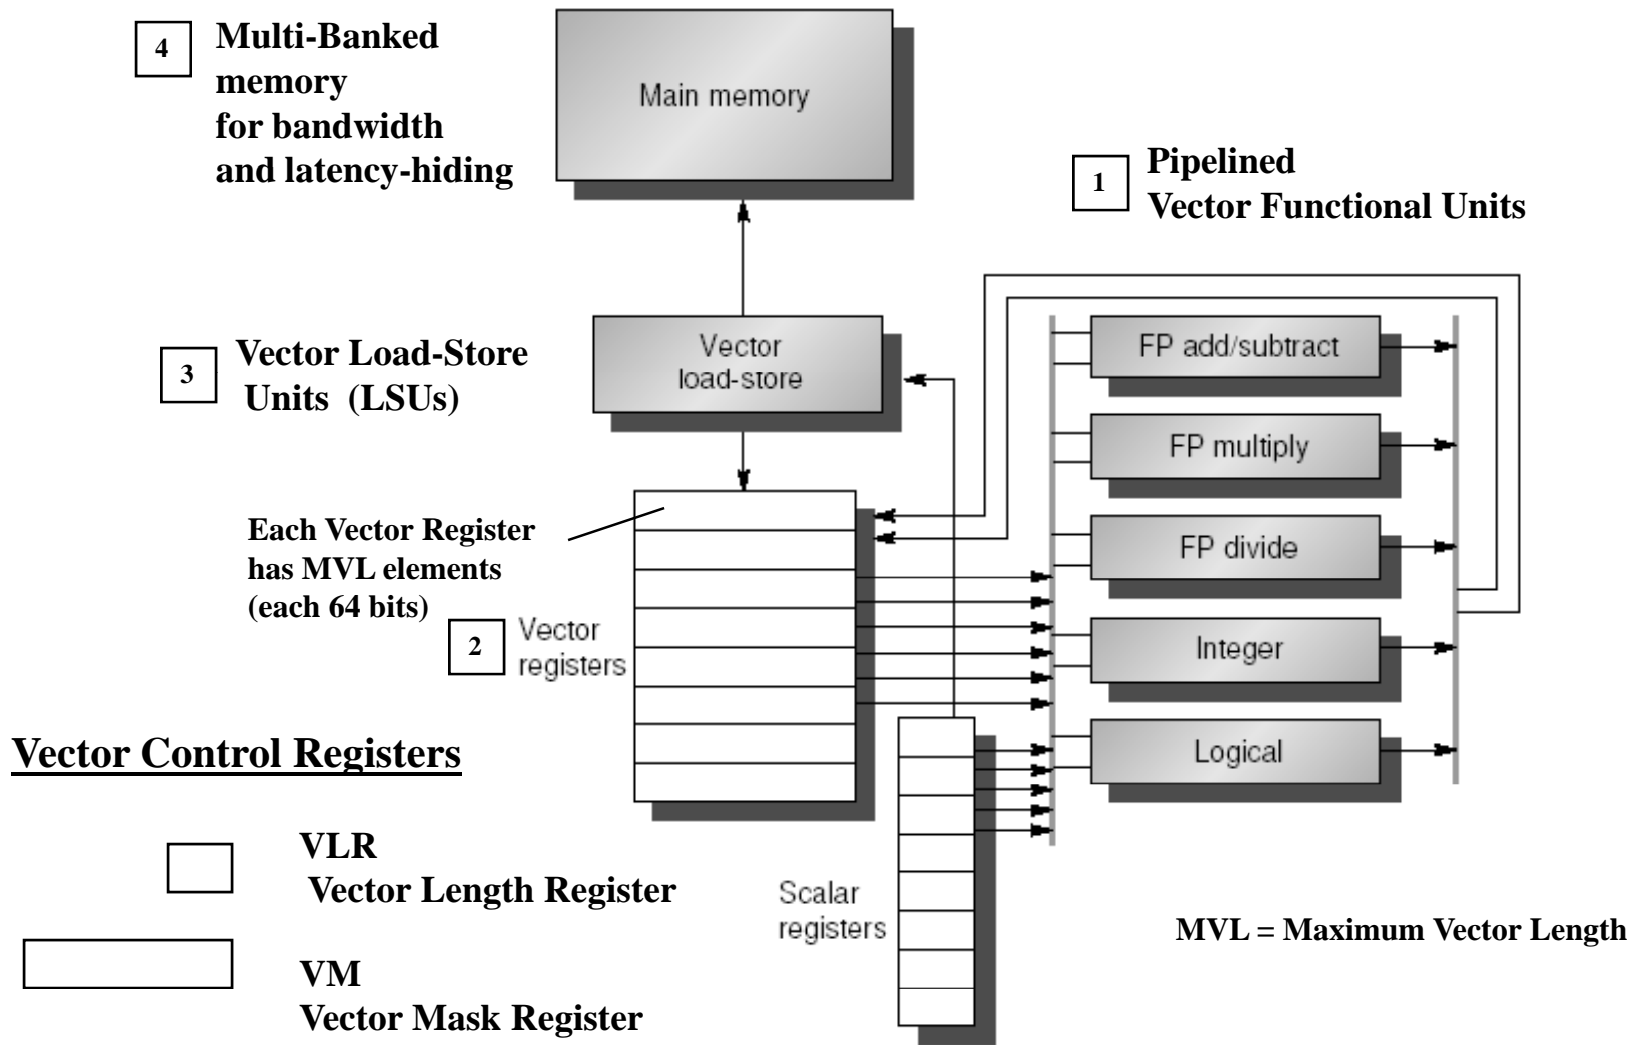 4
Multi-Banked
memory
for bandwidth
and latency-hiding
Main memory
1
Pipelined
Vector Functional Units
3
Vector Load-Store
Units (LSUs)
Vector
load-store
FP add/subtract
FP multiply
FP divide
Integer
Logical
Each Vector Register
has MVL elements
(each 64 bits)
2
Vector
registers
Vector Control Registers
VLR
Vector Length Register
VM
Vector Mask Register
Scalar
registers
MVL = Maximum Vector Length